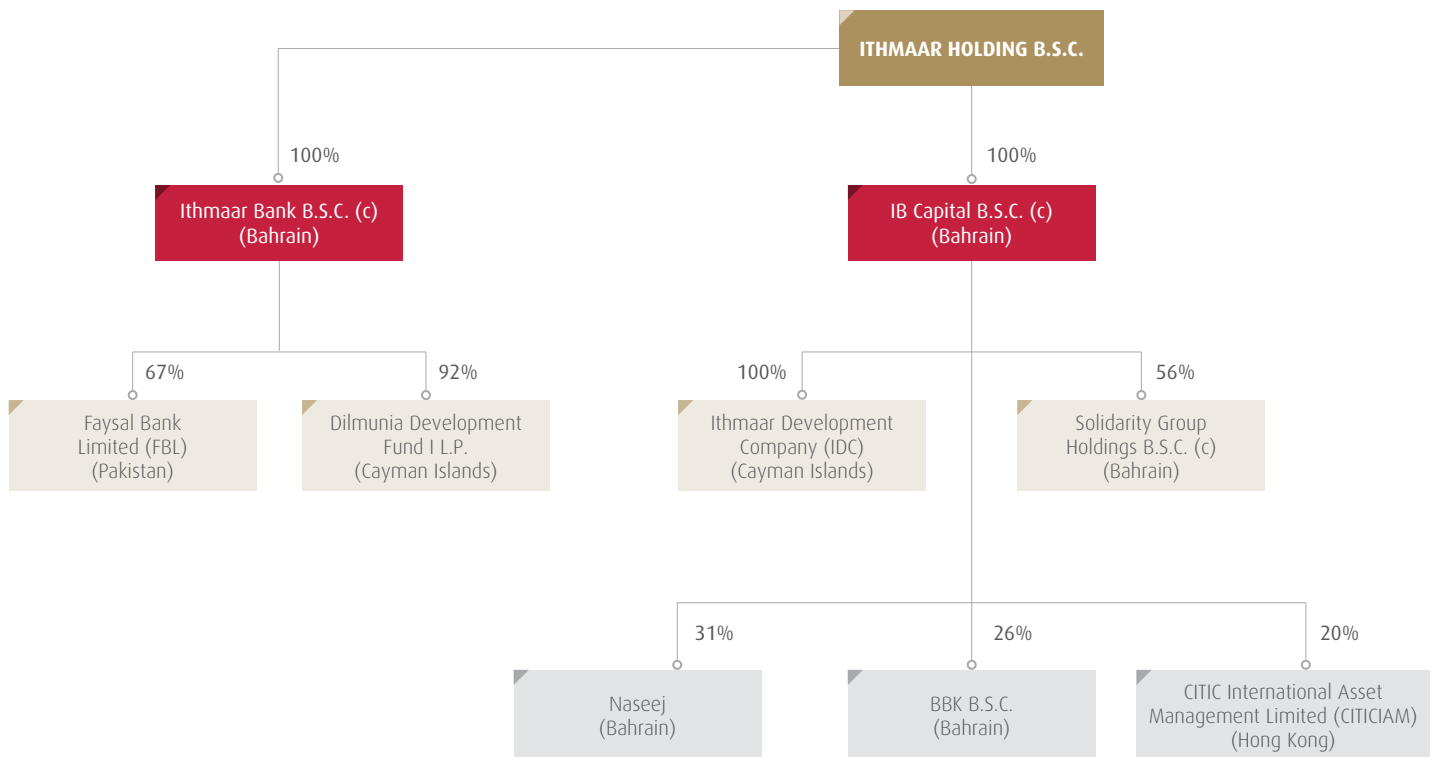 ITHMAAR HOLDING B.S.C.
100%
100%
Ithmaar Bank B.S.C. (c)
(Bahrain)
IB Capital B.S.C. (c)
(Bahrain)
67%
92%
100%
56%
Faysal Bank
Limited (FBL)
(Pakistan)
Dilmunia Development
Fund I L.P.
(Cayman Islands)
Ithmaar Development
Company (IDC)
(Cayman Islands)
Solidarity Group
Holdings B.S.C. (c)
(Bahrain)
31%
26%
20%
Naseej
(Bahrain)
BBK B.S.C.
(Bahrain)
CITIC International Asset
Management Limited (CITICIAM)
(Hong Kong)